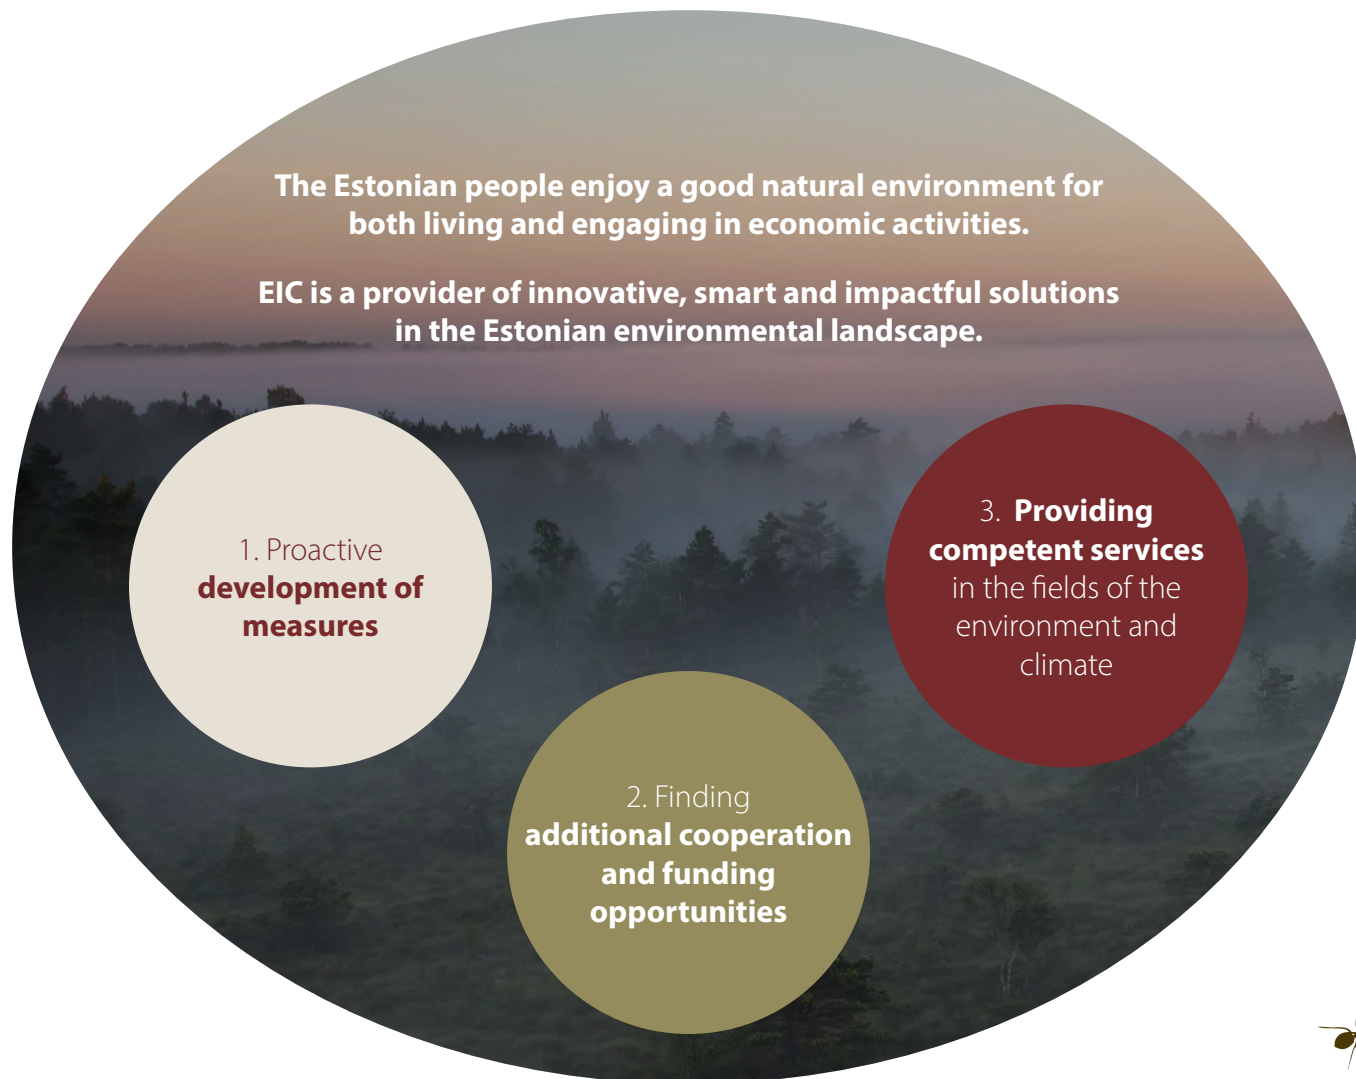 The Estonian people enjoy a good natural environment for
both living and engaging in economic activities.
EIC is a provider of innovative, smart and impactful solutions
in the Estonian environmental landscape.
1. Proactive
development of
measures
2. Finding
additional cooperation
and funding
opportunities
3. Providing
competent services
in the fields of the
environment and
climate